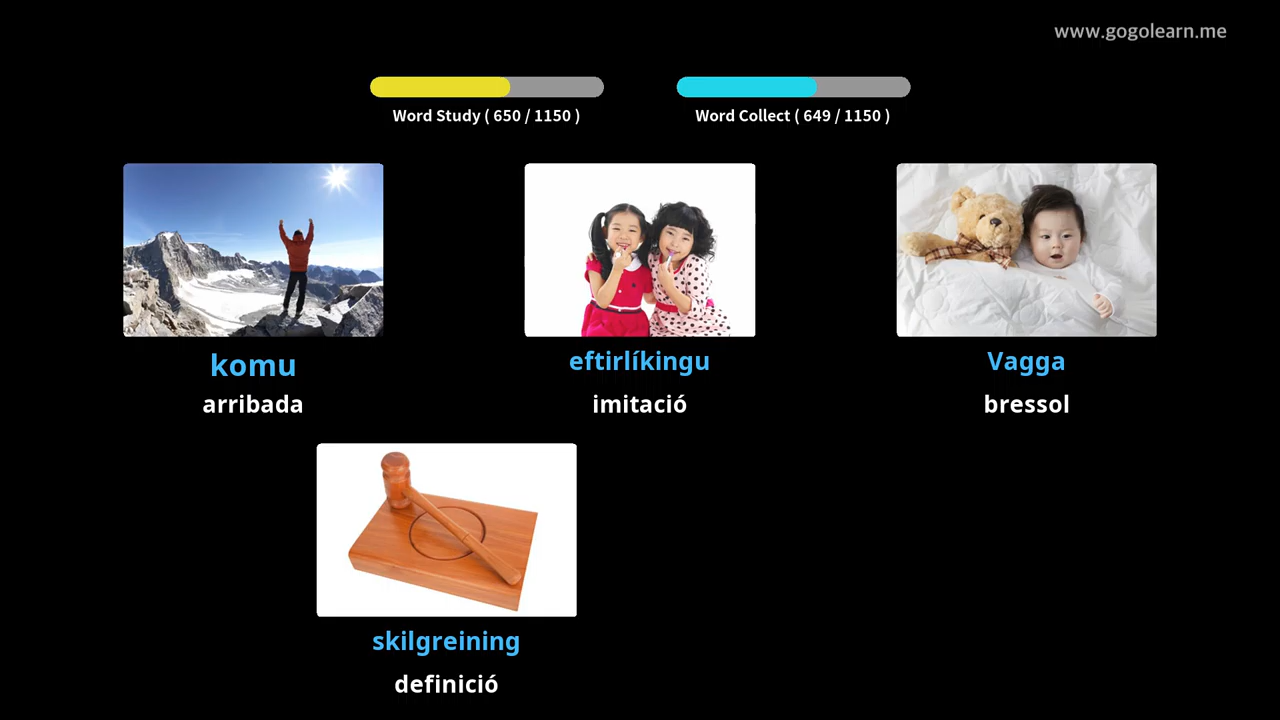 www.gogolearn.me
Word Study ( 650 / 1150 )
Word Collect ( 649 / 1150 )
komu
arribada
eftirlíkingu
imitació
Vagga
bressol
skilgreining
definició